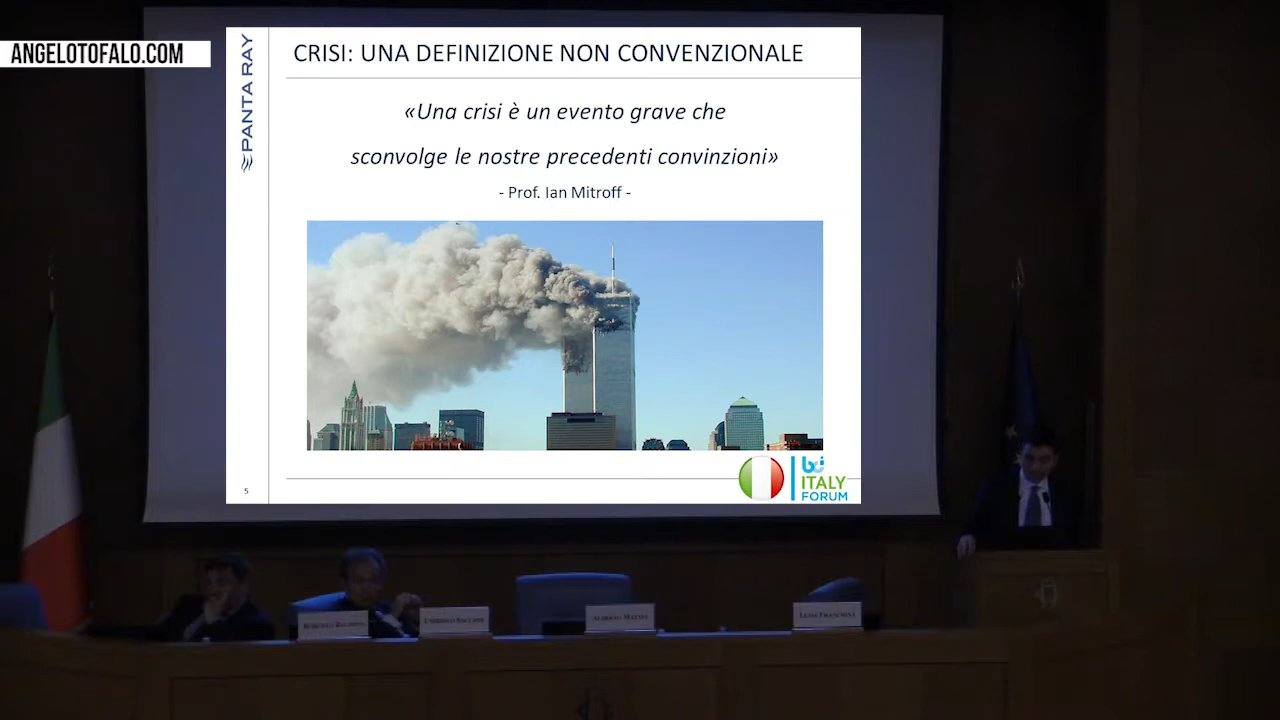 ANGELOTOFALO.COM
PANTA RAY
CRISI: UNA DEFINIZIONE NON CONVENZIONALE
«Una crisi è un evento grave che
sconvolge le nostre precedenti convinzioni»
- Prof. Ian Mitroff -
5
bci
ITALY
FORUM